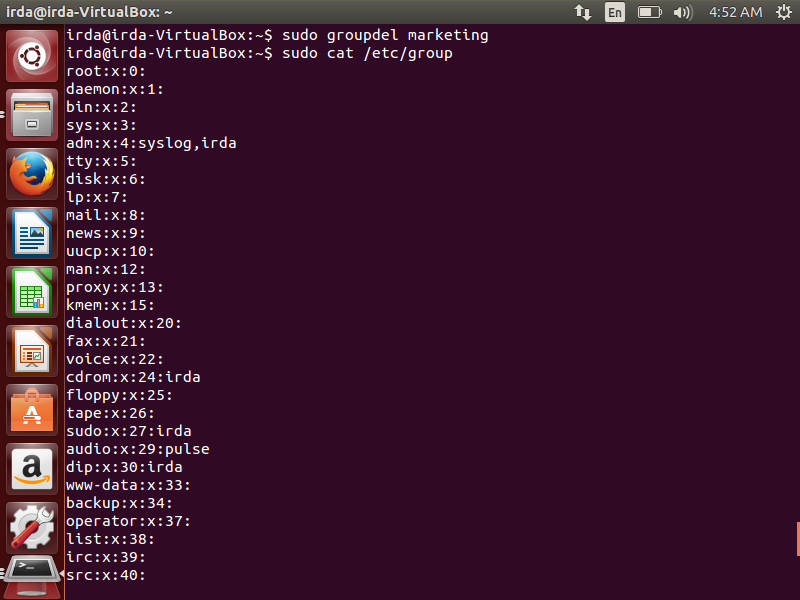 irda@irda-VirtualBox: ~
En
4:52 AM
irda@irda-VirtualBox:~$ sudo groupdel marketing
irda@irda-VirtualBox:~$ sudo cat /etc/group
root:x:0:
daemon:x:1:
bin:x:2:
sys:x:3:
adm:x:4:syslog,irda
tty:x:5:
disk:x:6:
lp:x:7:
mail:x:8:
news:x:9:
uucp:x:10:
man:x:12:
proxy:x:13:
kmem:x:15:
dialout:x:20:
fax:x:21:
voice:x:22:
cdrom:x:24:irda
floppy:x:25:
tape:x:26:
sudo:x:27:irda
audio:x:29:pulse
dip:x:30:irda
www-data:x:33:
backup:x:34:
operator:x:37:
list:x:38:
irc:x:39:
src:x:40: